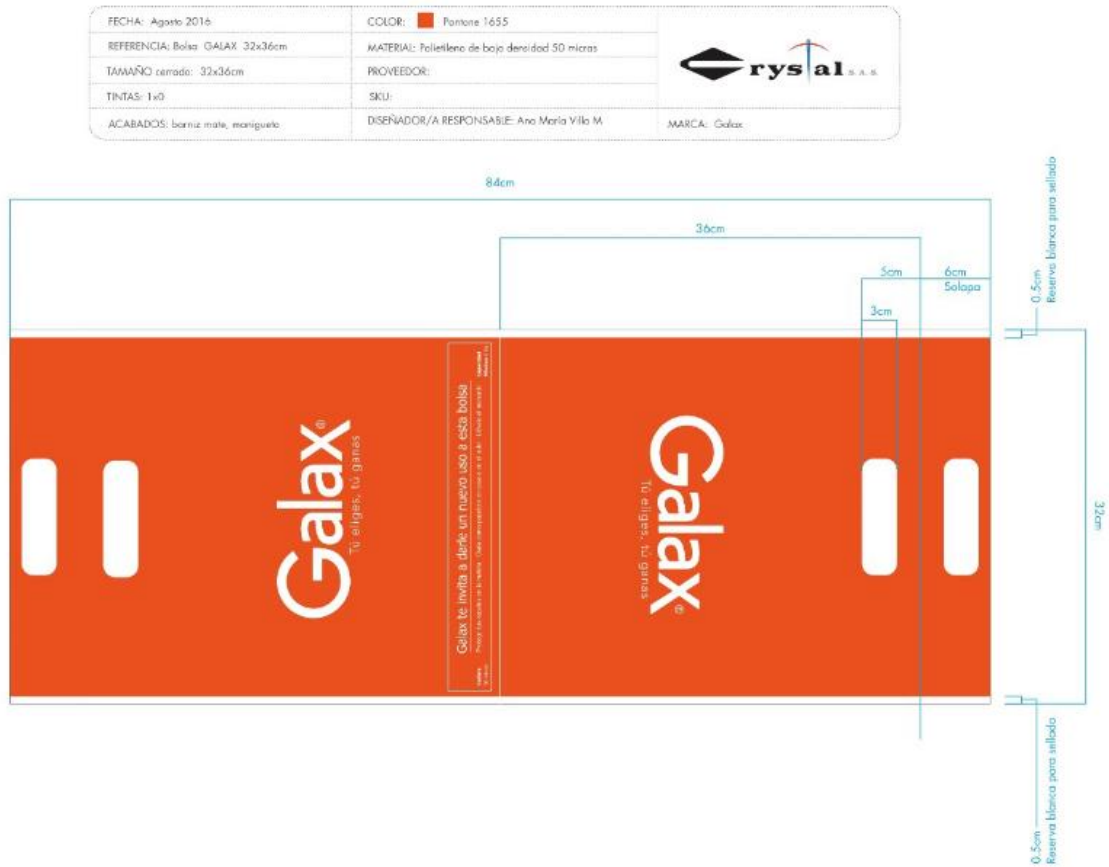 FECHA: Agosto 2016
COLOR: Pantone 1655
REFERENCIA: Bolsa GALAX 32x36cm
MATERIAL: Polietileno de baja densidad 50 micras
TAMAÑO cerrado: 32x36cm
PROVEEDOR:
TINTAS: 1x0
SKU:
ACABADOS: barniz mate, manigueta
DISEÑADOR/A RESPONSABLE: Ana María Villa M
MARCA: Galax
Crystal S.A.S.
84cm
36cm
5cm
6cm
Solapa
3cm
0.5cm
Reserva blanca para sellado
32cm
0.5cm
Reserva blanca para sellado
Galax®
Tú eliges, tú ganas
Galax te invita a darle un nuevo uso a esta bolsa
Galax®
Tú eliges, tú ganas